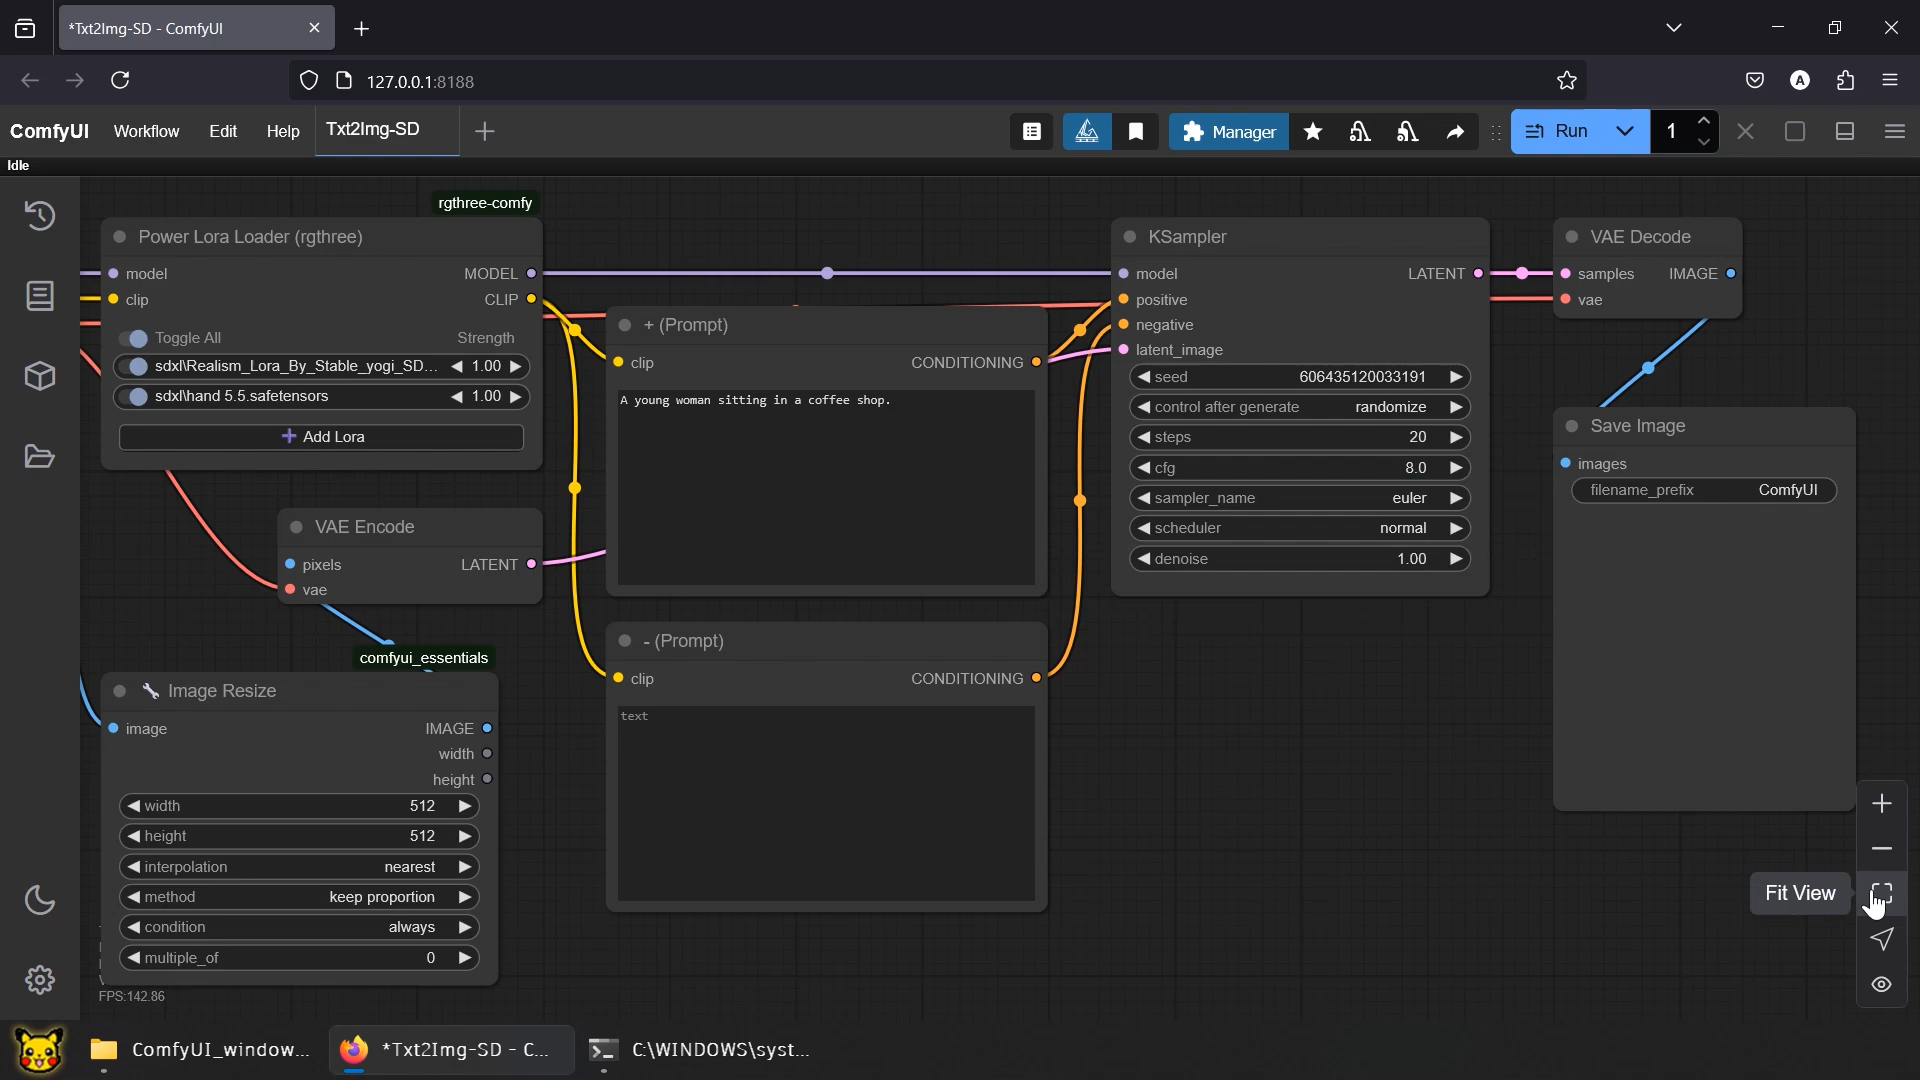 *Txt2Img-SD - ComfyUI
127.0.0.1:8188
A
ComfyUI Workflow Edit Help Txt2Img-SD Manager Run 1
Idle
rgthree-comfy
Power Lora Loader (rgthree)
model MODEL
clip CLIP
Toggle All Strength
sdxl\Realism_Lora_By_Stable_yogi_SD... 1.00
sdxl\hand 5.5.safetensors 1.00
Add Lora
VAE Encode
pixels LATENT
vae
comfyui_essentials
Image Resize
image IMAGE
width
height
width 512
height 512
interpolation nearest
method keep proportion
condition always
multiple_of 0
FPS:142.86
+ (Prompt)
clip CONDITIONING
A young woman sitting in a coffee shop.
- (Prompt)
clip CONDITIONING
text
KSampler
model LATENT
positive
negative
latent_image
seed 606435120033191
control after generate randomize
steps 20
cfg 8.0
sampler_name euler
scheduler normal
denoise 1.00
VAE Decode
samples IMAGE
vae
Save Image
images
filename_prefix ComfyUI
Fit View
ComfyUI_window... *Txt2Img-SD - C... C:\WINDOWS\syst...